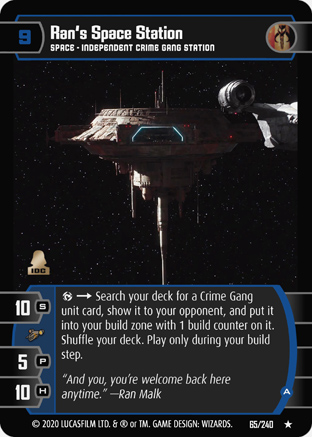 9
Ran's Space Station
SPACE - INDEPENDENT CRIME GANG STATION
IDC
10 S
5 P
10 H
→ Search your deck for a Crime Gang
unit card, show it to your opponent, and put it
into your build zone with 1 build counter on it.
Shuffle your deck. Play only during your build
step.
"And you, you're welcome back here
anytime." —Ran Malk
A
© 2020 LUCASFILM LTD. & ® or TM. GAME DESIGN: WIZARDS.
65/240 ★